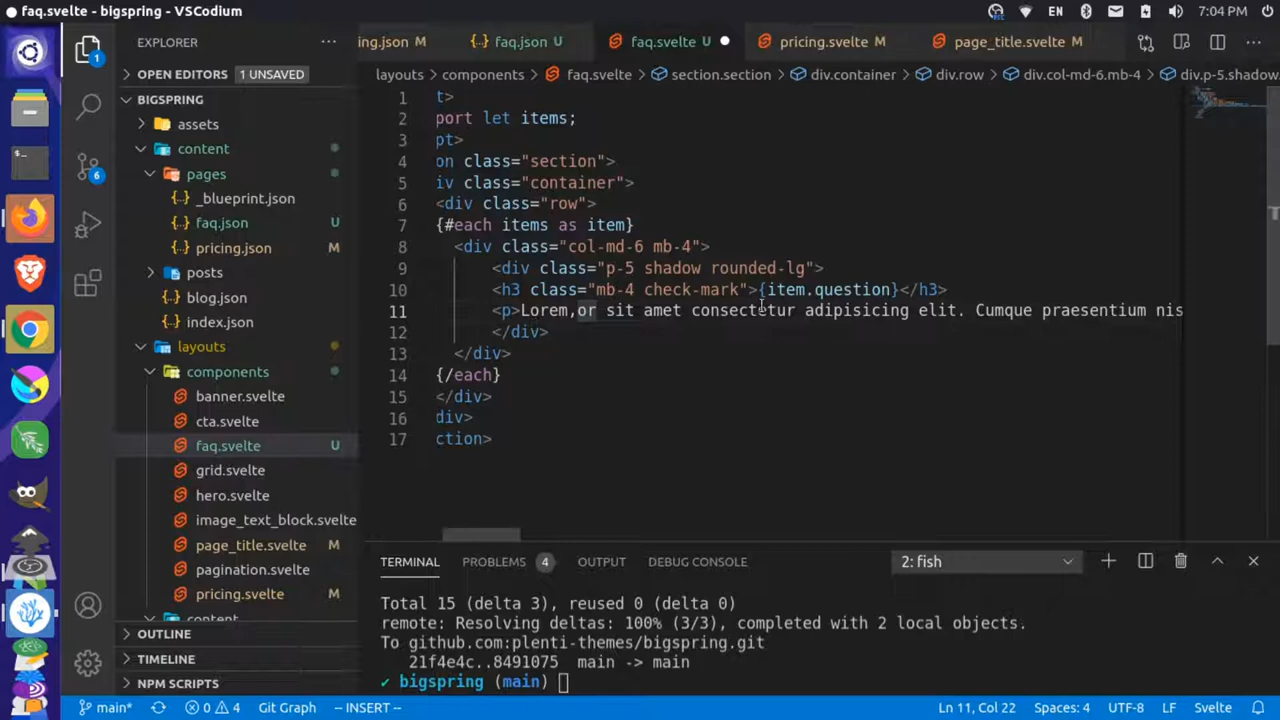 faq.svelte - bigspring - VSCodium
EN
7:04 PM
EXPLORER
ing.json M
faq.json U
faq.svelte U
pricing.svelte M
page_title.svelte M
OPEN EDITORS 1 UNSAVED
layouts > components > faq.svelte > section.section > div.container > div.row > div.col-md-6.mb-4 > div.p-5.shadow.
BIGSPRING
assets
content
pages
_blueprint.json
faq.json U
pricing.json M
posts
blog.json
index.json
layouts
components
banner.svelte
cta.svelte
faq.svelte U
grid.svelte
hero.svelte
image_text_block.svelte
page_title.svelte M
pagination.svelte
pricing.svelte M
content
OUTLINE
TIMELINE
NPM SCRIPTS
1 t>
2 port let items;
3 pt>
4 on class="section">
5 iv class="container">
6 <div class="row">
7 {#each items as item}
8 <div class="col-md-6 mb-4">
9 <div class="p-5 shadow rounded-lg">
10 <h3 class="mb-4 check-mark">{item.question}</h3>
11 <p>Lorem,or sit amet consectetur adipisicing elit. Cumque praesentium nis
12 </div>
13 </div>
14 {/each}
15 </div>
16 div>
17 ction>
TERMINAL PROBLEMS 4 OUTPUT DEBUG CONSOLE 2: fish
Total 15 (delta 3), reused 0 (delta 0)
remote: Resolving deltas: 100% (3/3), completed with 2 local objects.
To github.com:plenti-themes/bigspring.git
21f4e4c..8491075 main -> main
✔ bigspring (main)
main* 0 4 Git Graph -- INSERT -- Ln 11, Col 22 Spaces: 4 UTF-8 LF Svelte